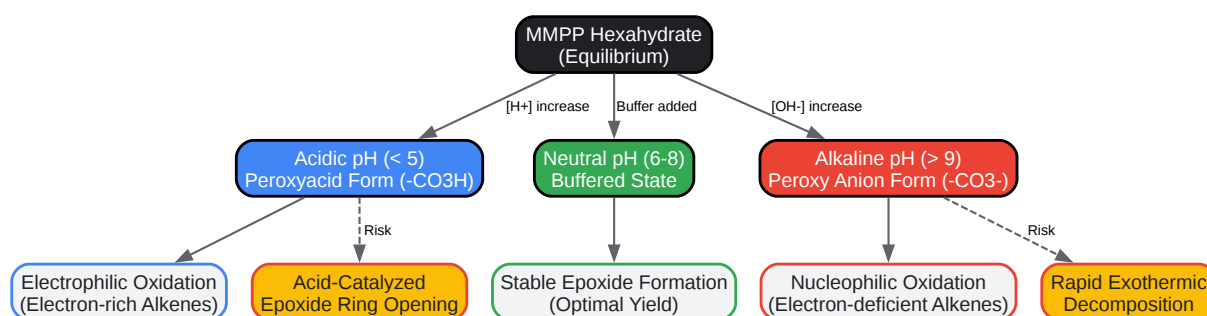 MMPP Hexahydrate
(Equilibrium)
[H+] increase
Buffer added
[OH-] increase
Acidic pH (< 5)
Peroxyacid Form (-CO3H)
Neutral pH (6-8)
Buffered State
Alkaline pH (> 9)
Peroxy Anion Form (-CO3-)
Risk
Risk
Electrophilic Oxidation
(Electron-rich Alkenes)
Acid-Catalyzed
Epoxide Ring Opening
Stable Epoxide Formation
(Optimal Yield)
Nucleophilic Oxidation
(Electron-deficient Alkenes)
Rapid Exothermic
Decomposition